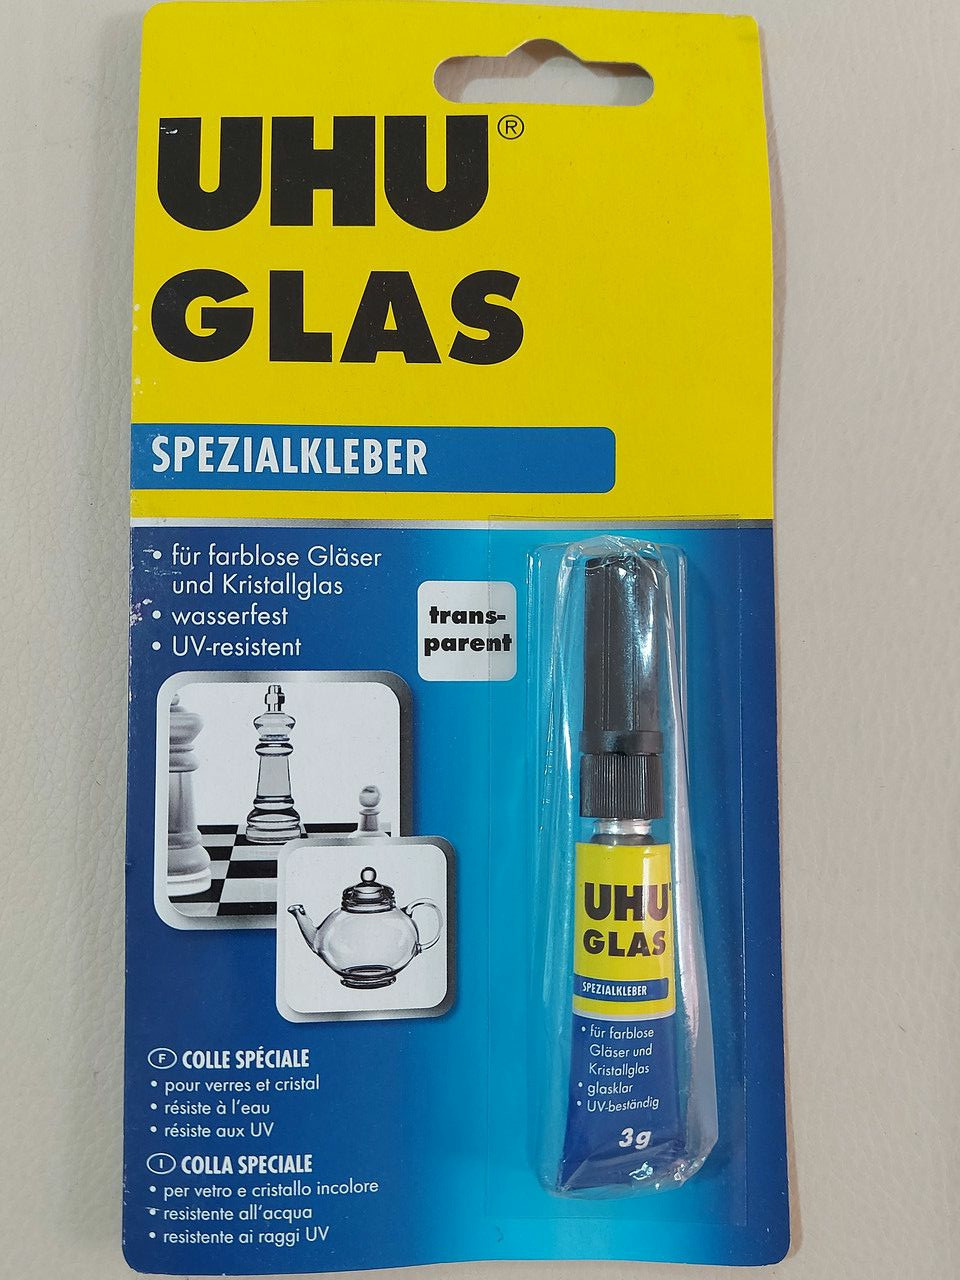 UHU®
GLAS
SPEZIALKLEBER
• für farblose Gläser
und Kristallglas
• wasserfest
• UV-resistent
trans-
parent
UHU
GLAS
SPEZIALKLEBER
• für farblose
Gläser und
Kristallglas
• glasklar
• UV-beständig
3g
F COLLE SPÉCIALE
• pour verres et cristal
• résiste à l'eau
• résiste aux UV
I COLLA SPECIALE
• per vetro e cristallo incolore
• resistente all'acqua
• resistente ai raggi UV